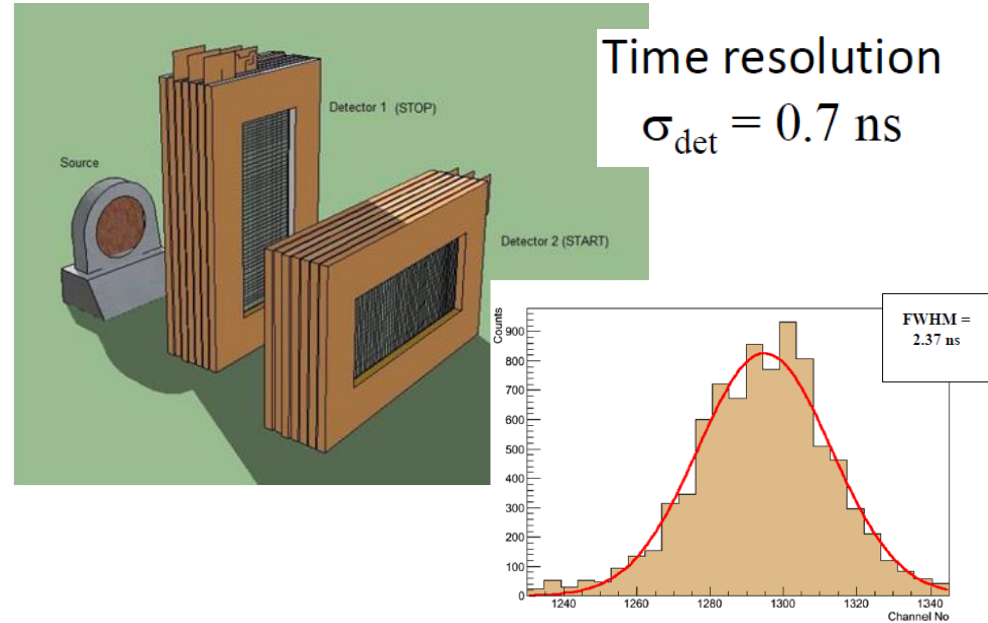 Time resolution
σdet = 0.7 ns
Detector 1 (STOP)
Source
Detector 2 (START)
FWHM =
2.37 ns
Counts
900
800
700
600
500
400
300
200
100
0
1240 1260 1280 1300 1320 1340
Channel No